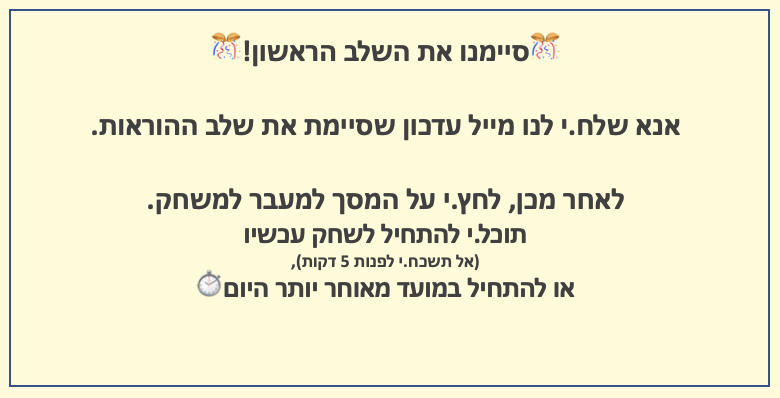 🎊סיימנו את השלב הראשון!🎊
אנא שלח.י לנו מייל עדכון שסיימת את שלב ההוראות.
לאחר מכן, לחץ.י על המסך למעבר למשחק.
תוכל.י להתחיל לשחק עכשיו
(אל תשכח.י לפנות 5 דקות),
או להתחיל במועד מאוחר יותר היום⏱